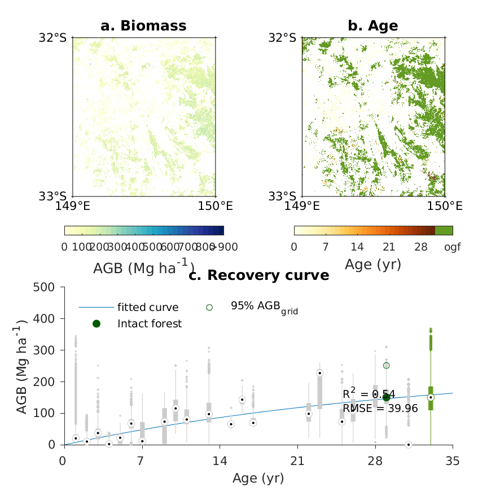 a. Biomass
b. Age
32°S
32°S
33°S
33°S
149°E
150°E
149°E
150°E
0 100 200 300 400 500 600 700 800 >900
0 7 14 21 28 ogf
AGB (Mg ha-1)
Age (yr)
c. Recovery curve
500
400
300
200
100
0
AGB (Mg ha-1)
fitted curve
95% AGBgrid
Intact forest
R2 = 0.54
RMSE = 39.96
0 7 14 21 28 35
Age (yr)